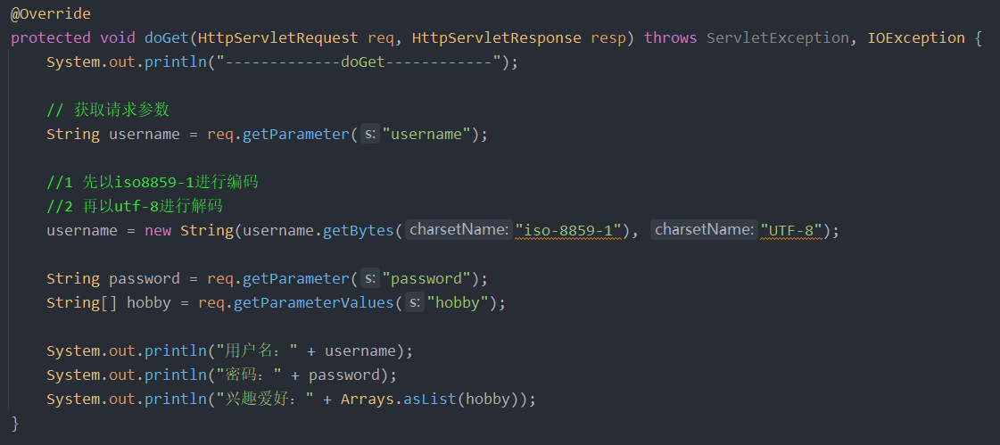 @Override
protected void doGet(HttpServletRequest req, HttpServletResponse resp) throws ServletException, IOException {
System.out.println("-------------doGet------------");
// 获取请求参数
String username = req.getParameter( s: "username");
//1 先以iso8859-1进行编码
//2 再以utf-8进行解码
username = new String(username.getBytes( charsetName: "iso-8859-1"), charsetName: "UTF-8");
String password = req.getParameter( s: "password");
String[] hobby = req.getParameterValues( s: "hobby");
System.out.println("用户名：" + username);
System.out.println("密码：" + password);
System.out.println("兴趣爱好：" + Arrays.asList(hobby));
}